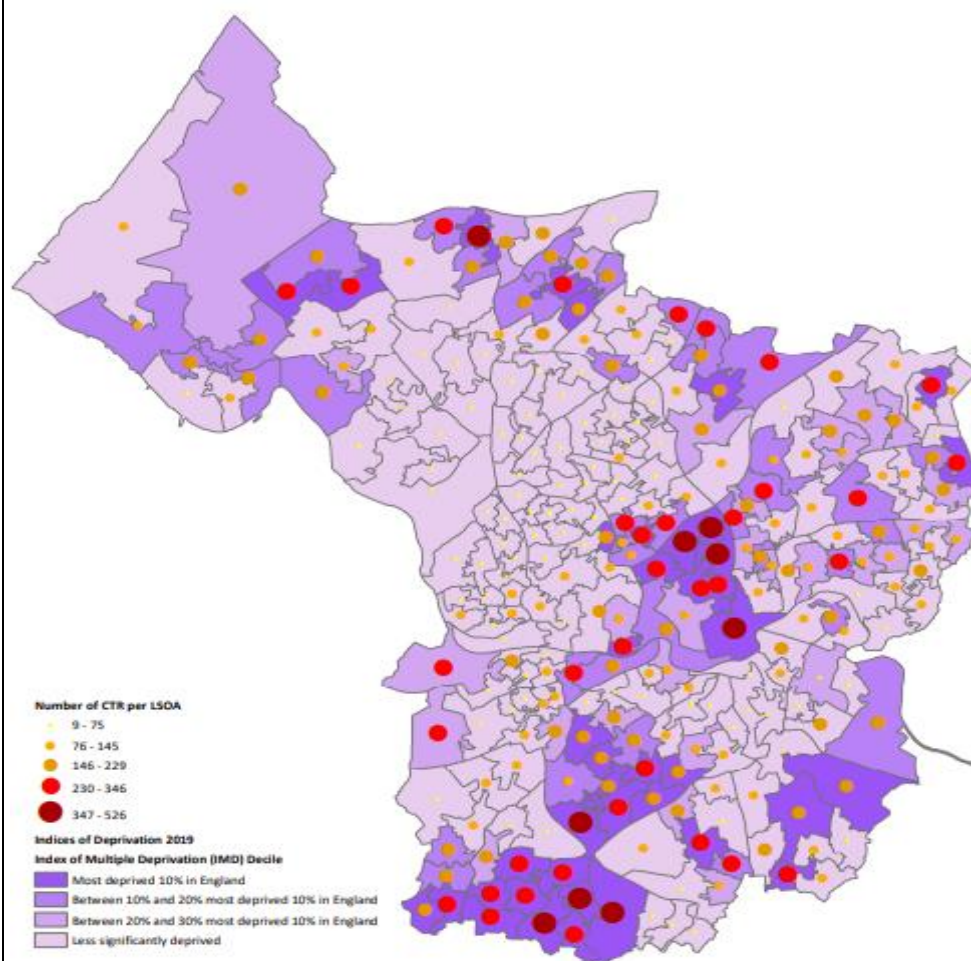 Number of CTR per LSOA
9 - 75
76 - 145
146 - 229
230 - 346
347 - 526
Indices of Deprivation 2019
Index of Multiple Deprivation (IMD) Decile
Most deprived 10% in England
Between 10% and 20% most deprived 10% in England
Between 20% and 30% most deprived 10% in England
Less significantly deprived